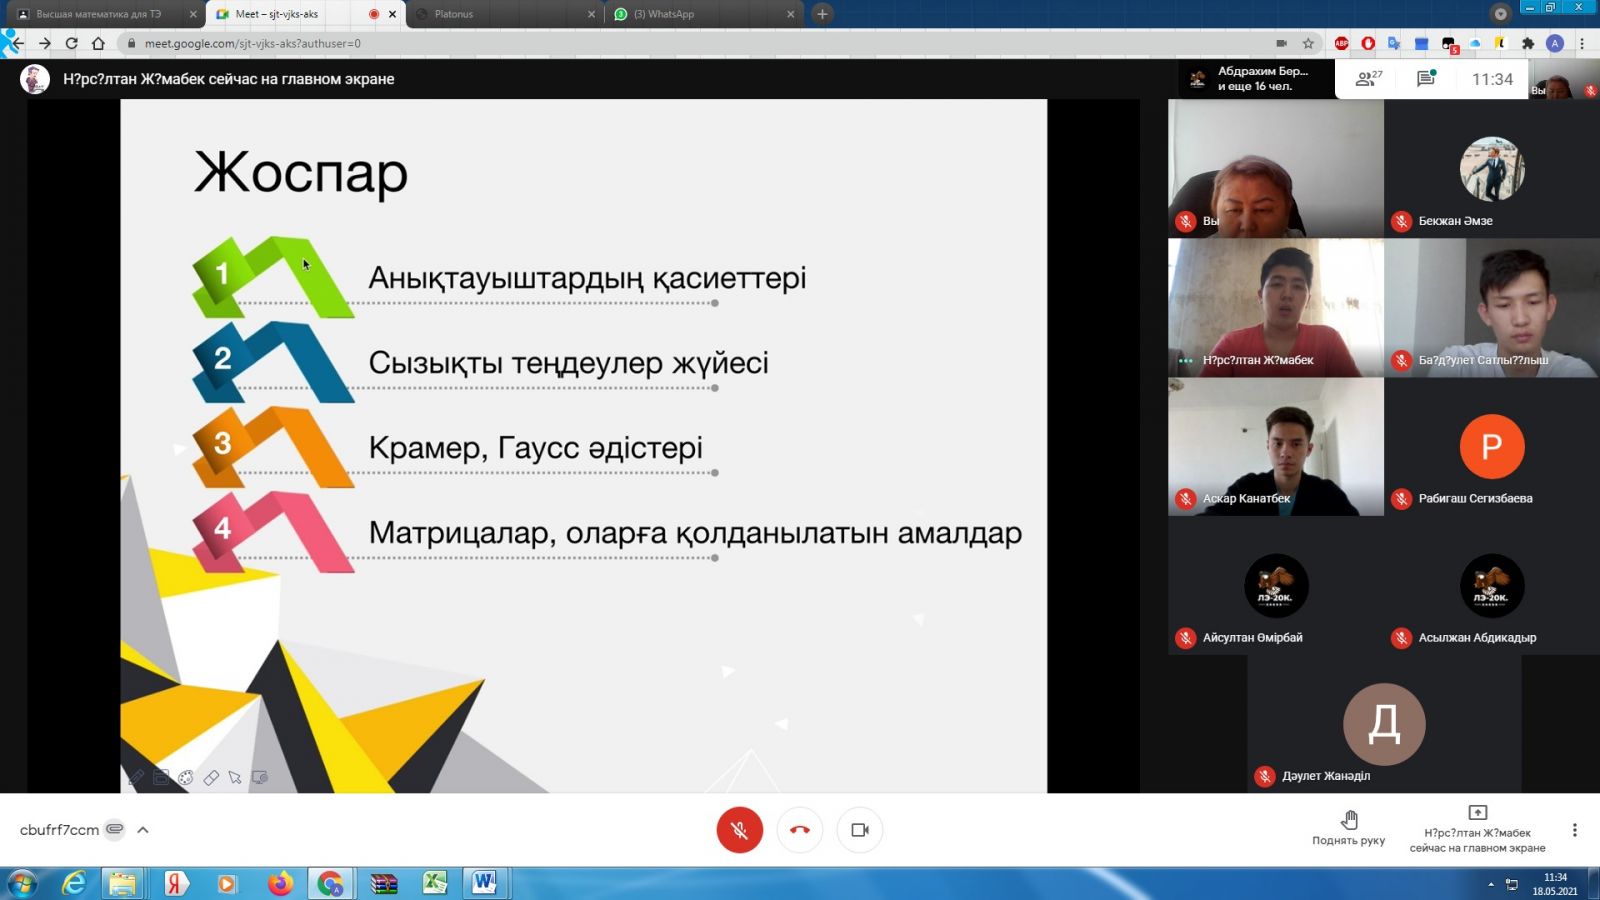 Высшая математика для ТЭ
Meet – sjt-vjks-aks
Platonus
(3) WhatsApp
meet.google.com/sjt-vjks-aks?authuser=0
ABP
5
A
Н?рс?лтан Ж?мабек сейчас на главном экране
Абдрахим Бер...
и еще 16 чел.
27
11:34
Вы
Жоспар
1
Анықтауыштардың қасиеттері
2
Сызықты теңдеулер жүйесі
3
Крамер, Гаусс әдістері
4
Матрицалар, оларға қолданылатын амалдар
Вы
Бекжан Әмзе
Н?рс?лтан Ж?мабек
Ба?д?улет Сатлы??лыш
Аскар Канатбек
Р
Рабигаш Сегизбаева
ЛЭ-20К.
Айсултан Өмірбай
ЛЭ-20К.
Асылжан Абдикадыр
Д
Дәулет Жанәділ
cbufrf7ccm
Поднять руку
Н?рс?лтан Ж?мабек
сейчас на главном экране
11:34
18.05.2021